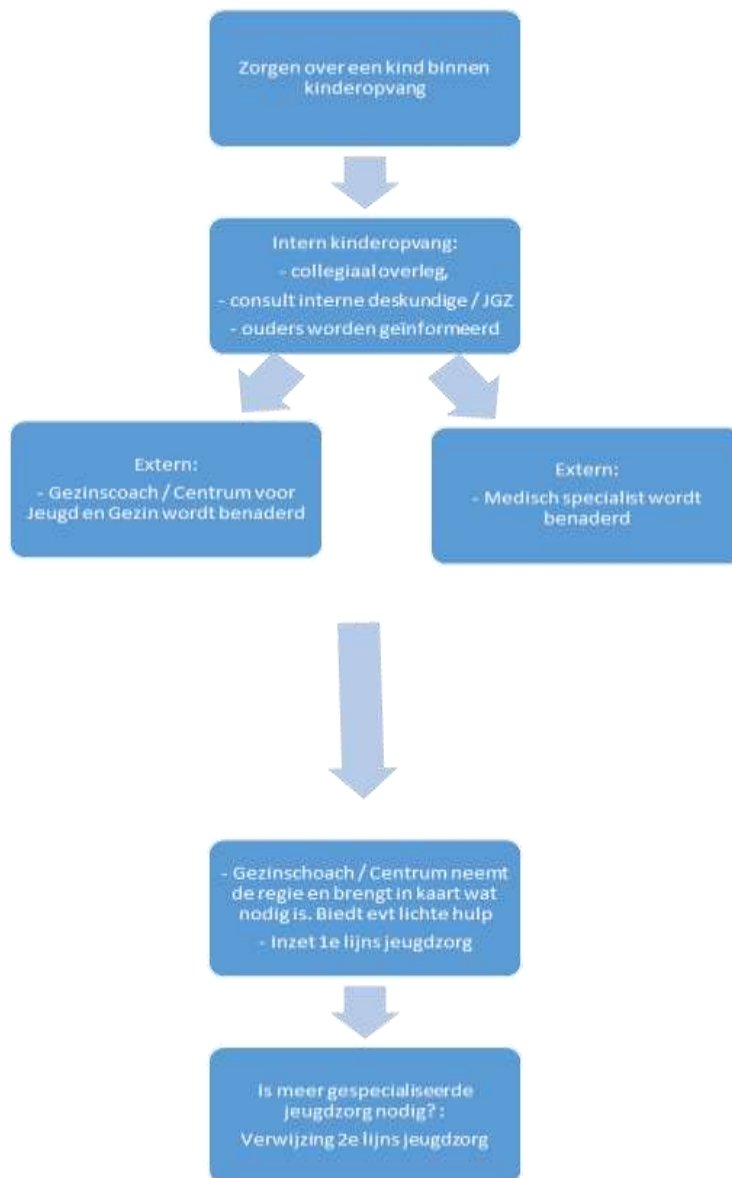 Zorgen over een kind binnen
kinderopvang
Intern kinderopvang:
- collegiaal overleg,
- consult interne deskundige / JGZ
- ouders worden geïnformeerd
Extern:
- Gezinscoach / Centrum voor
Jeugd en Gezin wordt benaderd
Extern:
- Medisch specialist wordt
benaderd
- Gezinschoach / Centrum neemt
de regie en brengt in kaart wat
nodig is. Biedt evt lichte hulp
- Inzet 1e lijns jeugdzorg
Is meer gespecialiseerde
jeugdzorg nodig? :
Verwijzing 2e lijns jeugdzorg